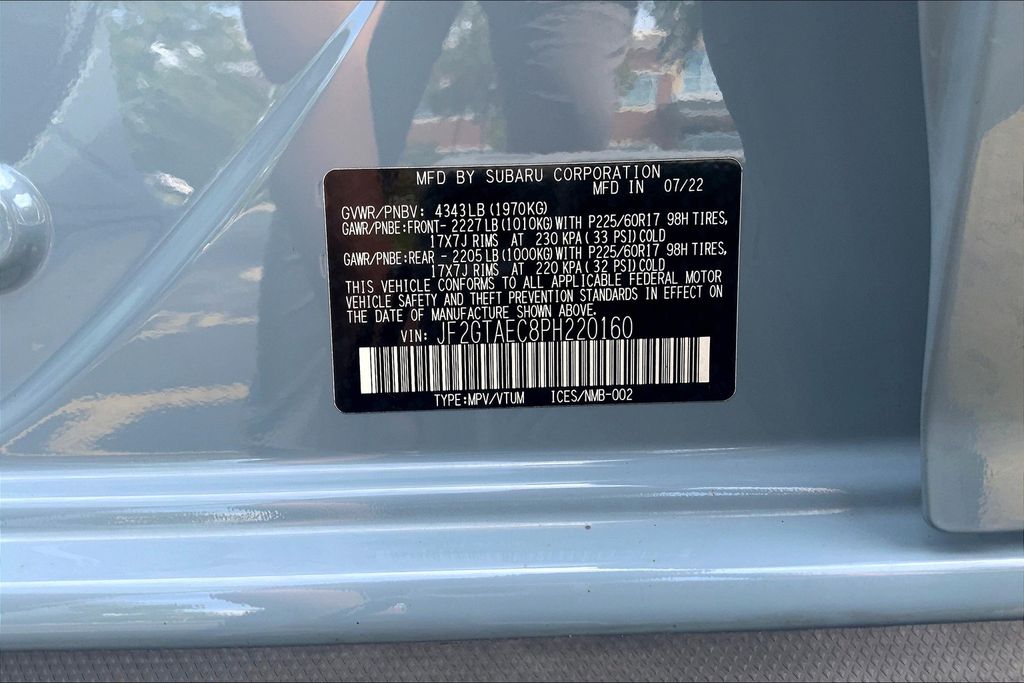 MFD BY SUBARU CORPORATION
MFD IN 07/22
GVWR/PNBV: 4343LB (1970KG)
GAWR/PNBE:FRONT- 2227LB(1010KG)WITH P225/60R17 98H TIRES,
17X7J RIMS AT 230 KPA(33 PSI)COLD
GAWR/PNBE:REAR - 2205LB(1000KG)WITH P225/60R17 98H TIRES,
17X7J RIMS AT 220 KPA(32 PSI)COLD
THIS VEHICLE CONFORMS TO ALL APPLICABLE FEDERAL MOTOR
VEHICLE SAFETY AND THEFT PREVENTION STANDARDS IN EFFECT ON
THE DATE OF MANUFACTURE SHOWN ABOVE.
VIN: JF2GTAEC8PH220160
TYPE:MPV/VTUM ICES/NMB-002